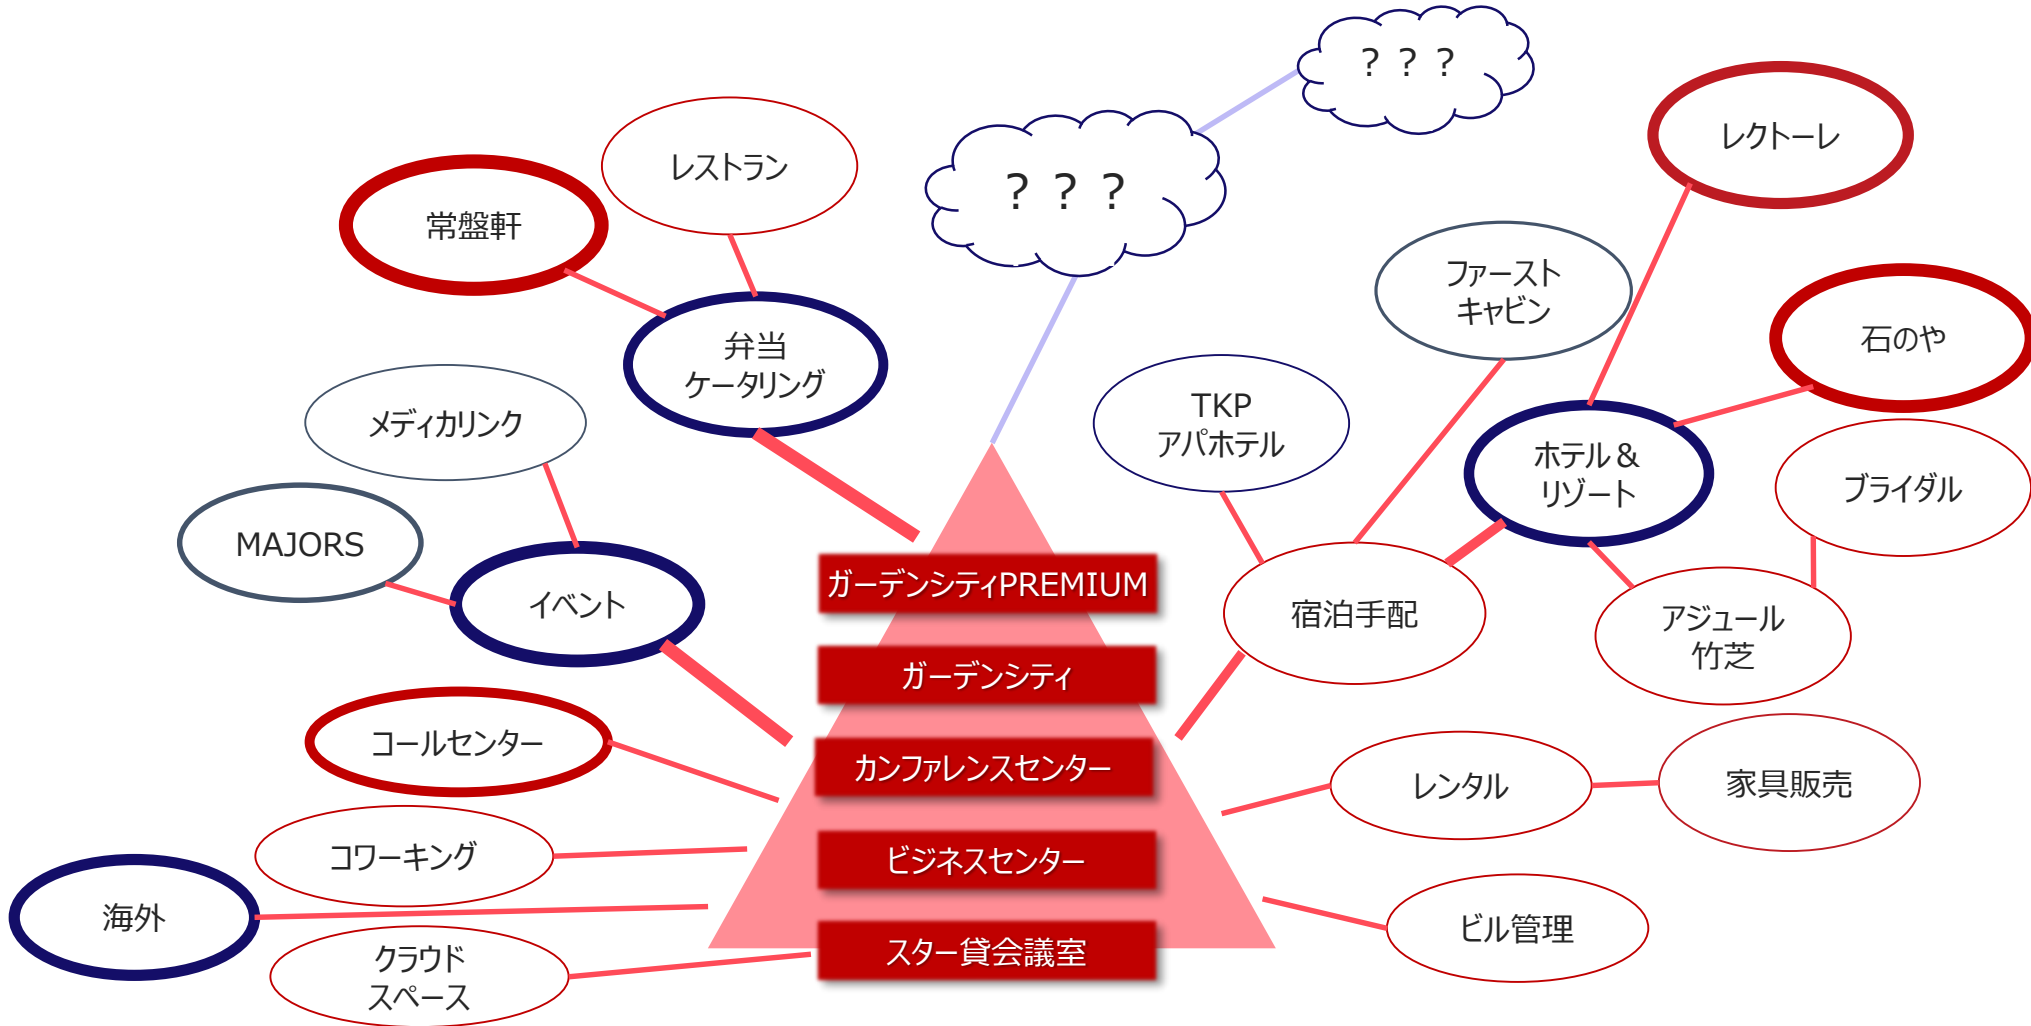 ？？？
レクトーレ
レストラン
？？？
常盤軒
ファースト
キャビン
石のや
弁当
ケータリング
メディカリンク
TKP
アパホテル
ホテル＆
リゾート
ブライダル
MAJORS
イベント
ガーデンシティPREMIUM
宿泊手配
アジュール
竹芝
ガーデンシティ
コールセンター
カンファレンスセンター
レンタル
家具販売
コワーキング
ビジネスセンター
海外
ビル管理
クラウド
スペース
スター貸会議室